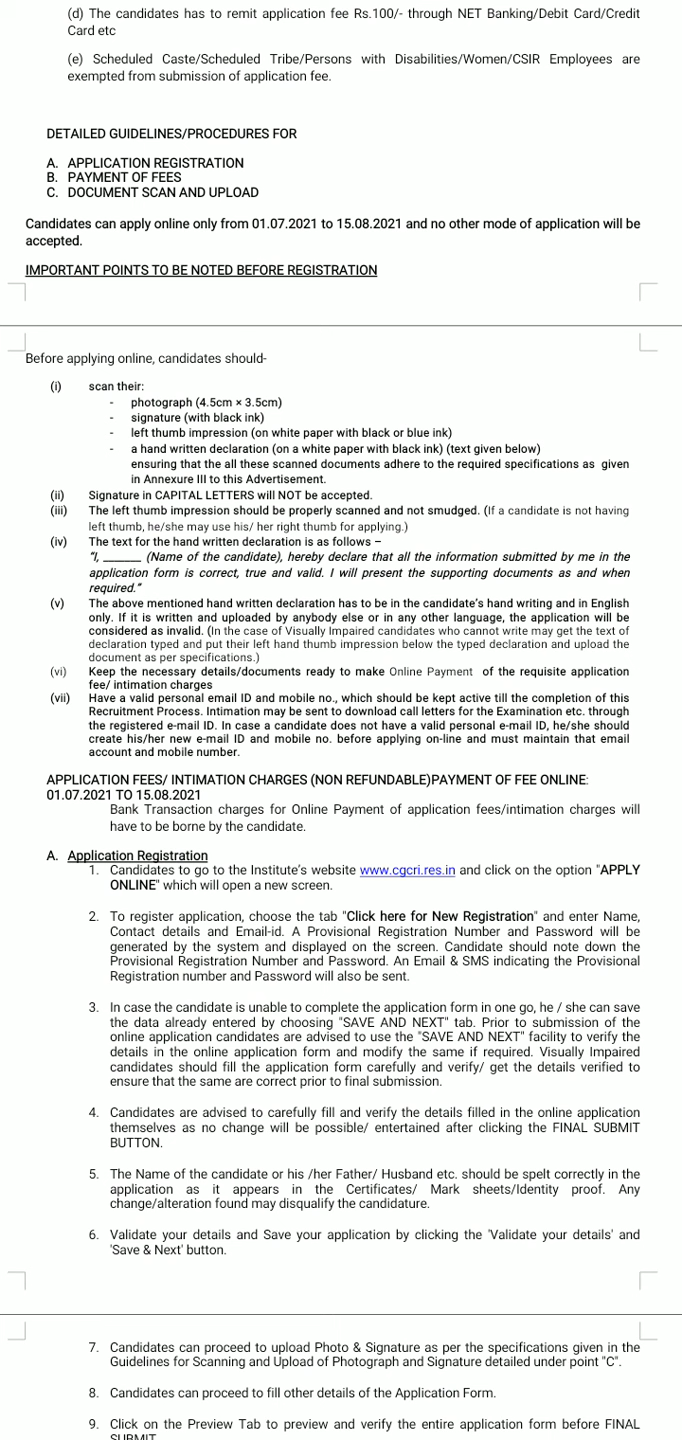 (d) The candidates has to remit application fee Rs.100/- through NET Banking/Debit Card/Credit
Card etc
(e) Scheduled Caste/Scheduled Tribe/Persons with Disabilities/Women/CSIR Employees are
exempted from submission of application fee.
DETAILED GUIDELINES/PROCEDURES FOR
A. APPLICATION REGISTRATION
B. PAYMENT OF FEES
C. DOCUMENT SCAN AND UPLOAD
Candidates can apply online only from 01.07.2021 to 15.08.2021 and no other mode of application will be
accepted.
IMPORTANT POINTS TO BE NOTED BEFORE REGISTRATION
Before applying online, candidates should-
(i) scan their:
- photograph (4.5cm × 3.5cm)
- signature (with black ink)
- left thumb impression (on white paper with black or blue ink)
- a hand written declaration (on a white paper with black ink) (text given below)
ensuring that the all these scanned documents adhere to the required specifications as given
in Annexure III to this Advertisement.
(ii) Signature in CAPITAL LETTERS will NOT be accepted.
(iii) The left thumb impression should be properly scanned and not smudged. (If a candidate is not having
left thumb, he/she may use his/ her right thumb for applying.)
(iv) The text for the hand written declaration is as follows –
“I, _______ (Name of the candidate), hereby declare that all the information submitted by me in the
application form is correct, true and valid. I will present the supporting documents as and when
required.”
(v) The above mentioned hand written declaration has to be in the candidate’s hand writing and in English
only. If it is written and uploaded by anybody else or in any other language, the application will be
considered as invalid. (In the case of Visually Impaired candidates who cannot write may get the text of
declaration typed and put their left hand thumb impression below the typed declaration and upload the
document as per specifications.)
(vi) Keep the necessary details/documents ready to make Online Payment of the requisite application
fee/ intimation charges
(vii) Have a valid personal email ID and mobile no., which should be kept active till the completion of this
Recruitment Process. Intimation may be sent to download call letters for the Examination etc. through
the registered e-mail ID. In case a candidate does not have a valid personal e-mail ID, he/she should
create his/her new e-mail ID and mobile no. before applying on-line and must maintain that email
account and mobile number.
APPLICATION FEES/ INTIMATION CHARGES (NON REFUNDABLE)PAYMENT OF FEE ONLINE:
01.07.2021 TO 15.08.2021
Bank Transaction charges for Online Payment of application fees/intimation charges will
have to be borne by the candidate.
A. Application Registration
1. Candidates to go to the Institute’s website www.cgcri.res.in and click on the option "APPLY
ONLINE" which will open a new screen.
2. To register application, choose the tab "Click here for New Registration" and enter Name,
Contact details and Email-id. A Provisional Registration Number and Password will be
generated by the system and displayed on the screen. Candidate should note down the
Provisional Registration Number and Password. An Email & SMS indicating the Provisional
Registration number and Password will also be sent.
3. In case the candidate is unable to complete the application form in one go, he / she can save
the data already entered by choosing "SAVE AND NEXT" tab. Prior to submission of the
online application candidates are advised to use the "SAVE AND NEXT" facility to verify the
details in the online application form and modify the same if required. Visually Impaired
candidates should fill the application form carefully and verify/ get the details verified to
ensure that the same are correct prior to final submission.
4. Candidates are advised to carefully fill and verify the details filled in the online application
themselves as no change will be possible/ entertained after clicking the FINAL SUBMIT
BUTTON.
5. The Name of the candidate or his /her Father/ Husband etc. should be spelt correctly in the
application as it appears in the Certificates/ Mark sheets/Identity proof. Any
change/alteration found may disqualify the candidature.
6. Validate your details and Save your application by clicking the 'Validate your details' and
'Save & Next' button.
7. Candidates can proceed to upload Photo & Signature as per the specifications given in the
Guidelines for Scanning and Upload of Photograph and Signature detailed under point "C".
8. Candidates can proceed to fill other details of the Application Form.
9. Click on the Preview Tab to preview and verify the entire application form before FINAL
SUBMIT.